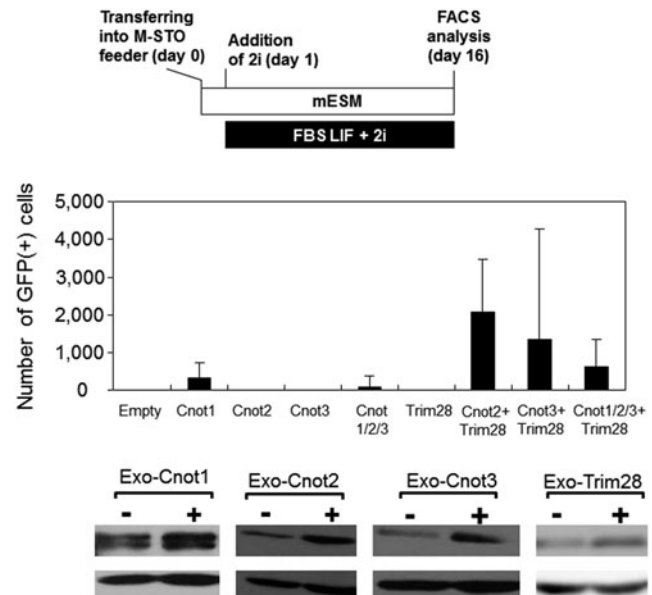 Transferring
into M-STO
feeder (day 0)
Addition
of 2i (day 1)
FACS
analysis
(day 16)
mESM
FBS LIF + 2i
Number of GFP(+) cells
5,000
4,000
3,000
2,000
1,000
0
Empty Cnot1 Cnot2 Cnot3 Cnot 1/2/3 Trim28 Cnot2+ Trim28 Cnot3+ Trim28 Cnot1/2/3+ Trim28
Exo-Cnot1 Exo-Cnot2 Exo-Cnot3 Exo-Trim28
- + - + - + - +